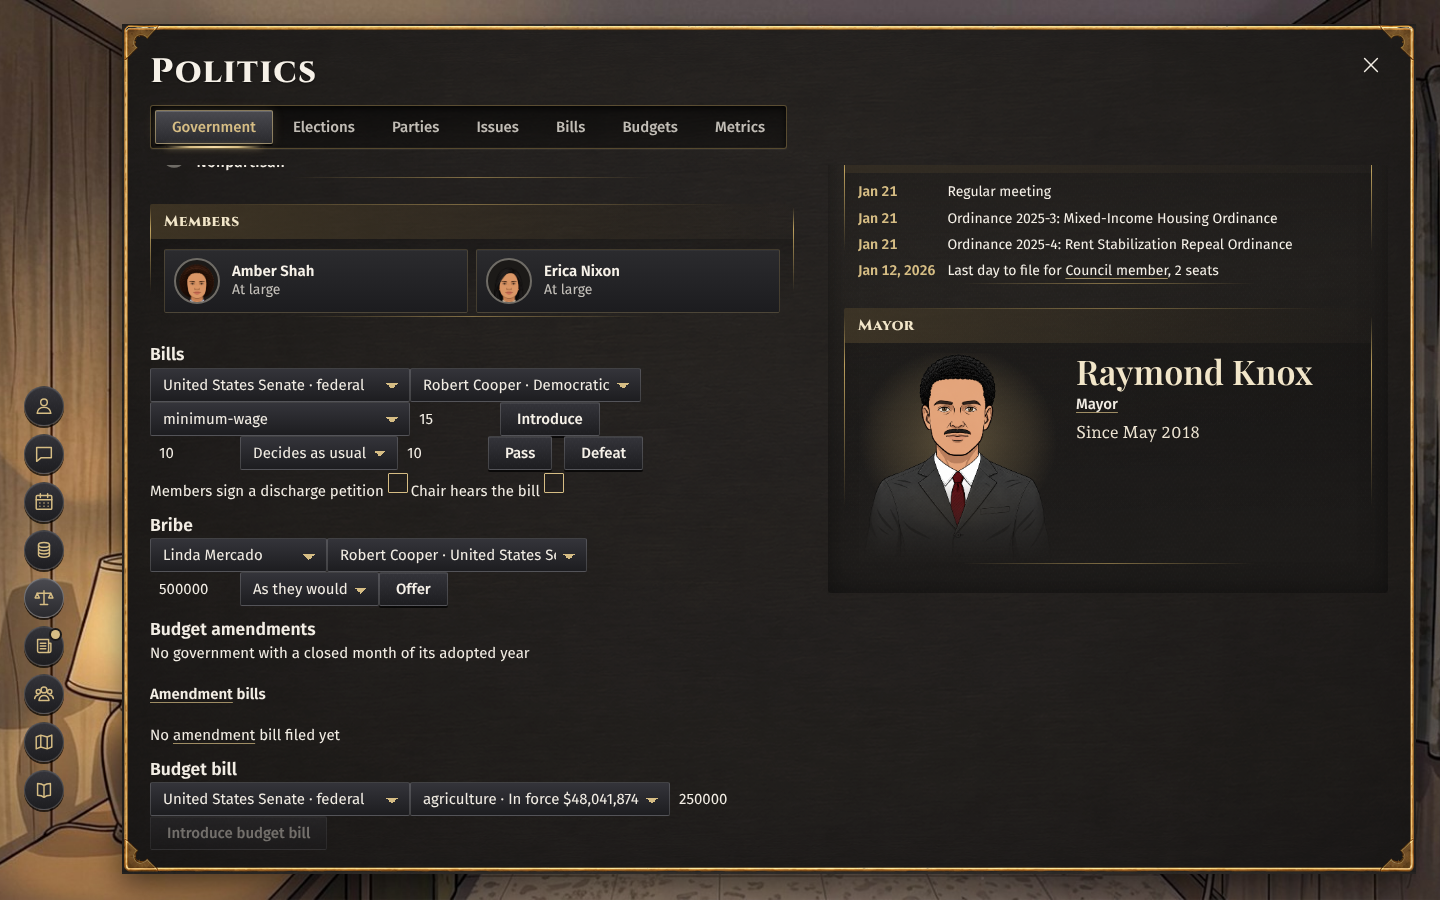 Politics
Government Elections Parties Issues Bills Budgets Metrics
Nonpartisan
Members
Amber Shah
At large
Erica Nixon
At large
Bills
United States Senate · federal Robert Cooper · Democratic
minimum-wage 15 Introduce
10 Decides as usual 10 Pass Defeat
Members sign a discharge petition Chair hears the bill
Bribe
Linda Mercado Robert Cooper · United States Se
500000 As they would Offer
Budget amendments
No government with a closed month of its adopted year
Amendment bills
No amendment bill filed yet
Budget bill
United States Senate · federal agriculture · In force $48,041,874 250000
Introduce budget bill
Jan 21 Regular meeting
Jan 21 Ordinance 2025-3: Mixed-Income Housing Ordinance
Jan 21 Ordinance 2025-4: Rent Stabilization Repeal Ordinance
Jan 12, 2026 Last day to file for Council member, 2 seats
Mayor
Raymond Knox
Mayor
Since May 2018